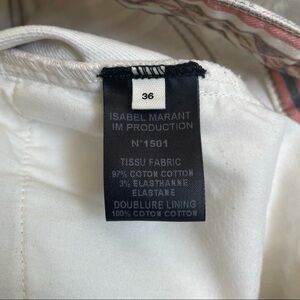 36
ISABEL MARANT
IM PRODUCTION
N°1501
TISSU FABRIC
97% COTON COTTON
3% ELASTHANNE
ELASTANE
DOUBLURE LINING
100% COTON COTTON